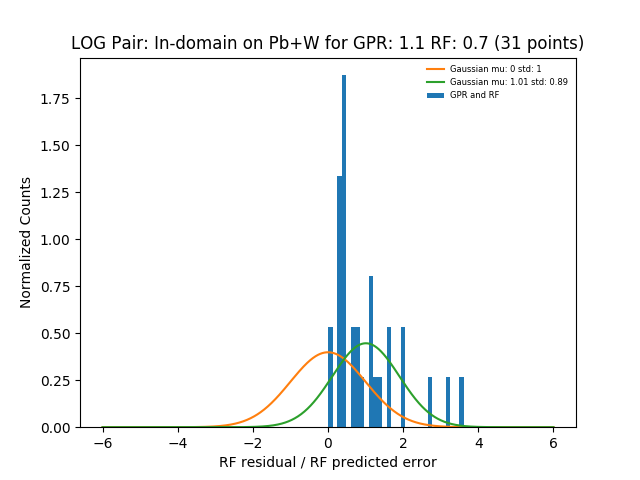 LOG Pair: In-domain on Pb+W for GPR: 1.1 RF: 0.7 (31 points)
Gaussian mu: 0 std: 1
Gaussian mu: 1.01 std: 0.89
GPR and RF
Normalized Counts
1.75
1.50
1.25
1.00
0.75
0.50
0.25
0.00
−6 −4 −2 0 2 4 6
RF residual / RF predicted error